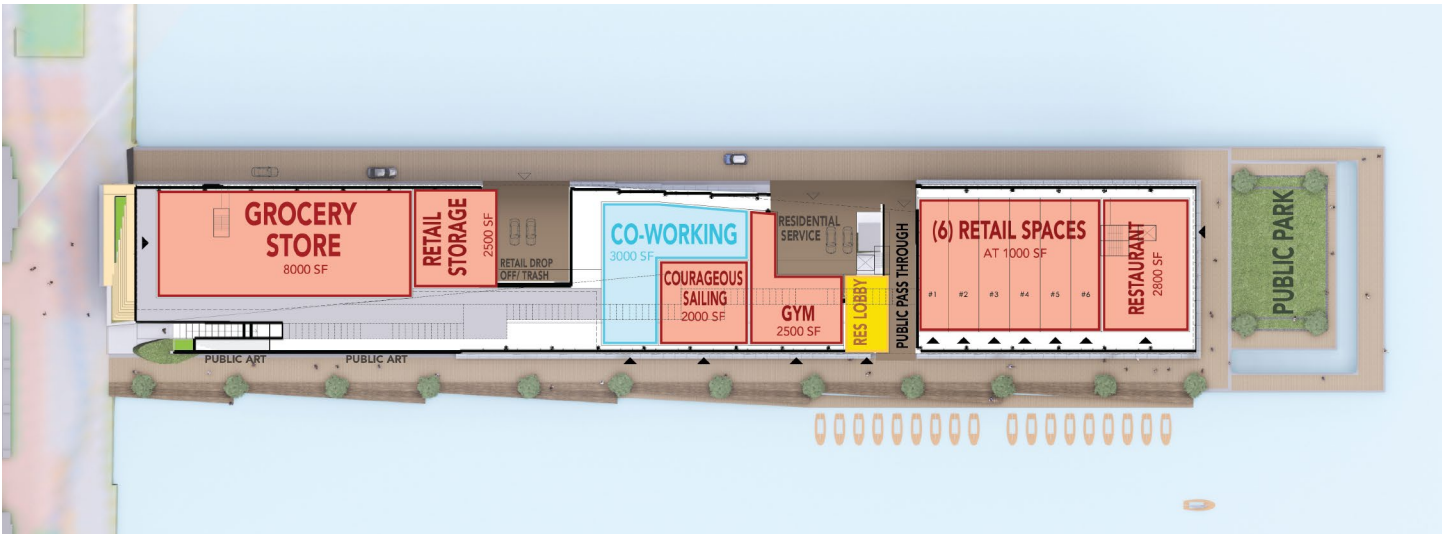 GROCERY
STORE
8000 SF
RETAIL
STORAGE
2500 SF
RETAIL DROP
OFF/ TRASH
CO-WORKING
3000 SF
COURAGEOUS
SAILING
2000 SF
GYM
2500 SF
RESIDENTIAL
SERVICE
RES LOBBY
PUBLIC PASS THROUGH
(6) RETAIL SPACES
AT 1000 SF
#1 #2 #3 #4 #5 #6
RESTAURANT
2800 SF
PUBLIC PARK
PUBLIC ART
PUBLIC ART